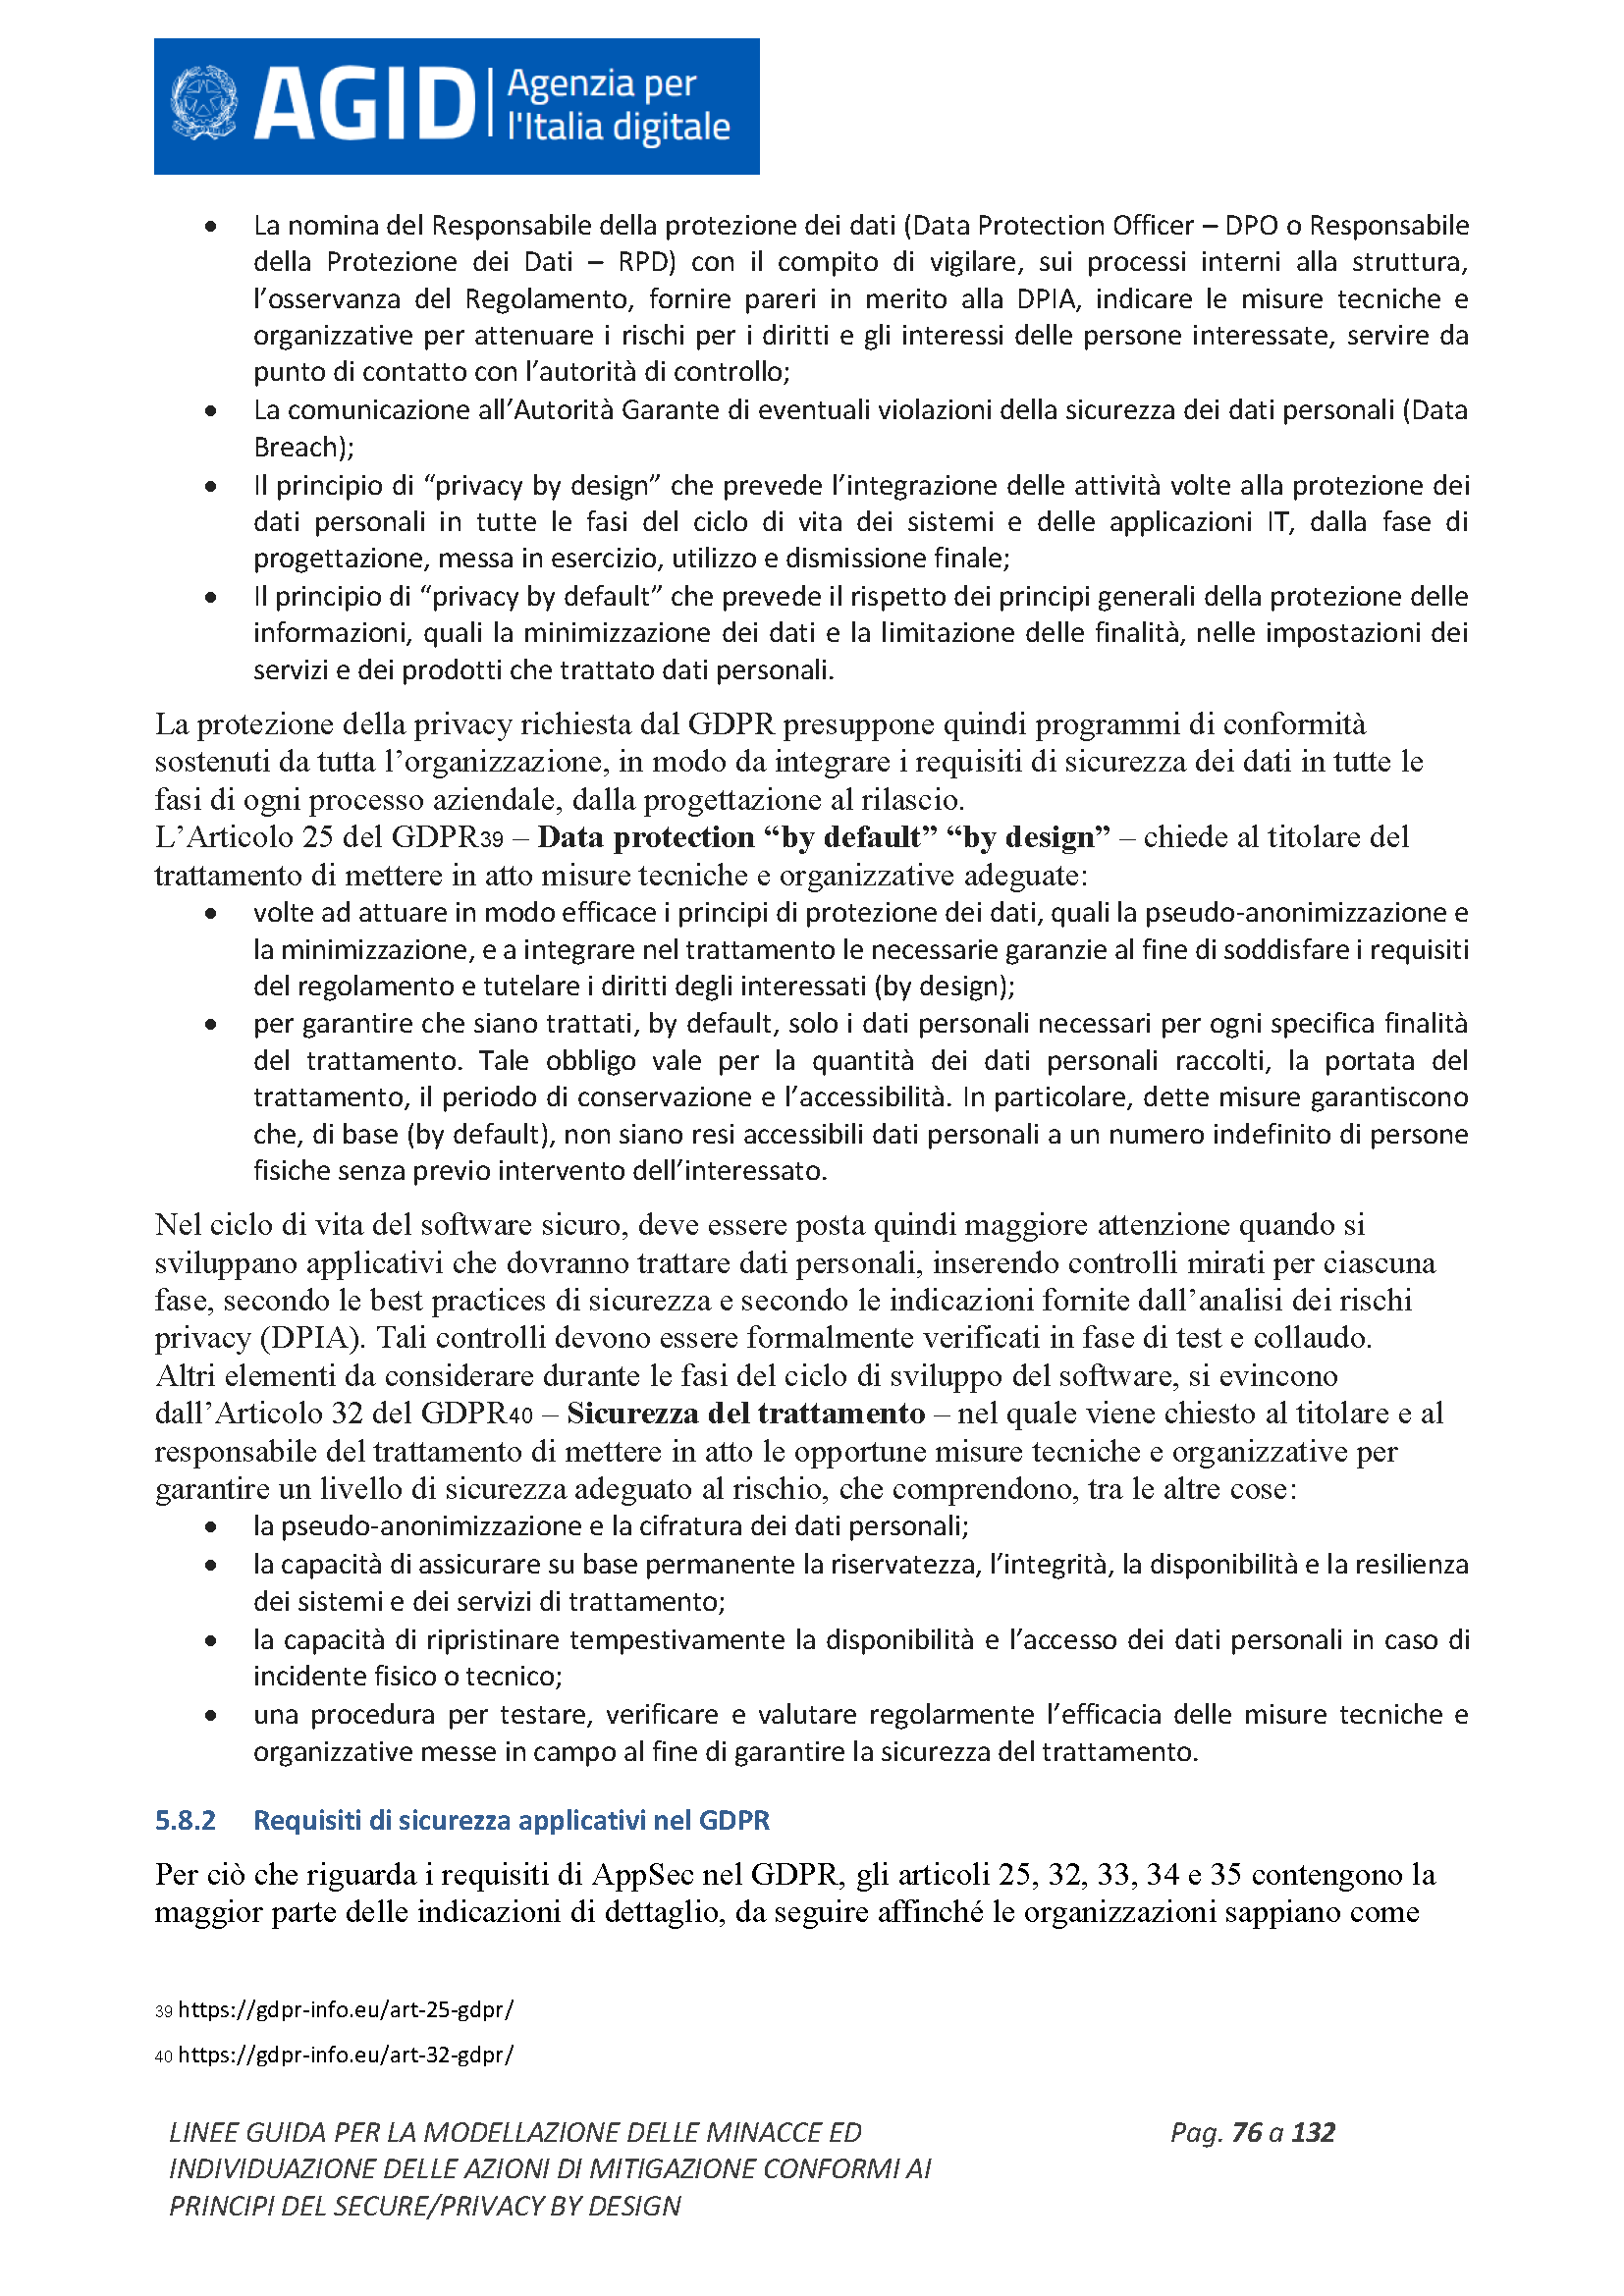 AGID Agenzia per
l'Italia digitale
• La nomina del Responsabile della protezione dei dati (Data Protection Officer – DPO o Responsabile
della Protezione dei Dati – RPD) con il compito di vigilare, sui processi interni alla struttura,
l’osservanza del Regolamento, fornire pareri in merito alla DPIA, indicare le misure tecniche e
organizzative per attenuare i rischi per i diritti e gli interessi delle persone interessate, servire da
punto di contatto con l’autorità di controllo;
• La comunicazione all’Autorità Garante di eventuali violazioni della sicurezza dei dati personali (Data
Breach);
• Il principio di “privacy by design” che prevede l’integrazione delle attività volte alla protezione dei
dati personali in tutte le fasi del ciclo di vita dei sistemi e delle applicazioni IT, dalla fase di
progettazione, messa in esercizio, utilizzo e dismissione finale;
• Il principio di “privacy by default” che prevede il rispetto dei principi generali della protezione delle
informazioni, quali la minimizzazione dei dati e la limitazione delle finalità, nelle impostazioni dei
servizi e dei prodotti che trattato dati personali.
La protezione della privacy richiesta dal GDPR presuppone quindi programmi di conformità
sostenuti da tutta l’organizzazione, in modo da integrare i requisiti di sicurezza dei dati in tutte le
fasi di ogni processo aziendale, dalla progettazione al rilascio.
L’Articolo 25 del GDPR39 – Data protection “by default” “by design” – chiede al titolare del
trattamento di mettere in atto misure tecniche e organizzative adeguate:
• volte ad attuare in modo efficace i principi di protezione dei dati, quali la pseudo-anonimizzazione e
la minimizzazione, e a integrare nel trattamento le necessarie garanzie al fine di soddisfare i requisiti
del regolamento e tutelare i diritti degli interessati (by design);
• per garantire che siano trattati, by default, solo i dati personali necessari per ogni specifica finalità
del trattamento. Tale obbligo vale per la quantità dei dati personali raccolti, la portata del
trattamento, il periodo di conservazione e l’accessibilità. In particolare, dette misure garantiscono
che, di base (by default), non siano resi accessibili dati personali a un numero indefinito di persone
fisiche senza previo intervento dell’interessato.
Nel ciclo di vita del software sicuro, deve essere posta quindi maggiore attenzione quando si
sviluppano applicativi che dovranno trattare dati personali, inserendo controlli mirati per ciascuna
fase, secondo le best practices di sicurezza e secondo le indicazioni fornite dall’analisi dei rischi
privacy (DPIA). Tali controlli devono essere formalmente verificati in fase di test e collaudo.
Altri elementi da considerare durante le fasi del ciclo di sviluppo del software, si evincono
dall’Articolo 32 del GDPR40 – Sicurezza del trattamento – nel quale viene chiesto al titolare e al
responsabile del trattamento di mettere in atto le opportune misure tecniche e organizzative per
garantire un livello di sicurezza adeguato al rischio, che comprendono, tra le altre cose:
• la pseudo-anonimizzazione e la cifratura dei dati personali;
• la capacità di assicurare su base permanente la riservatezza, l’integrità, la disponibilità e la resilienza
dei sistemi e dei servizi di trattamento;
• la capacità di ripristinare tempestivamente la disponibilità e l’accesso dei dati personali in caso di
incidente fisico o tecnico;
• una procedura per testare, verificare e valutare regolarmente l’efficacia delle misure tecniche e
organizzative messe in campo al fine di garantire la sicurezza del trattamento.
5.8.2 Requisiti di sicurezza applicativi nel GDPR
Per ciò che riguarda i requisiti di AppSec nel GDPR, gli articoli 25, 32, 33, 34 e 35 contengono la
maggior parte delle indicazioni di dettaglio, da seguire affinché le organizzazioni sappiano come
39 https://gdpr-info.eu/art-25-gdpr/
40 https://gdpr-info.eu/art-32-gdpr/
LINEE GUIDA PER LA MODELLAZIONE DELLE MINACCE ED Pag. 76 a 132
INDIVIDUAZIONE DELLE AZIONI DI MITIGAZIONE CONFORMI AI
PRINCIPI DEL SECURE/PRIVACY BY DESIGN